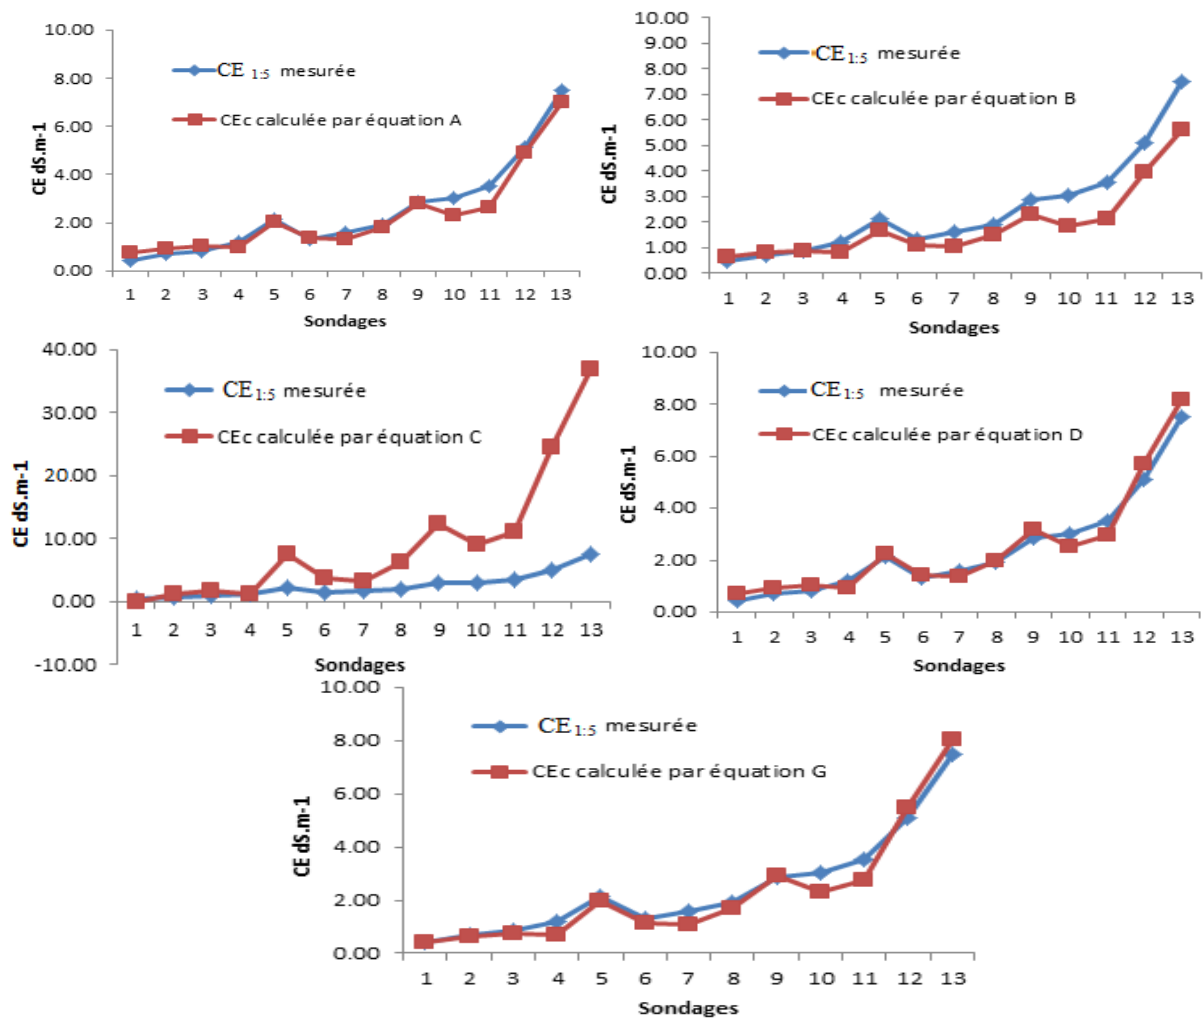 10.00
8.00
6.00
4.00
2.00
0.00
CE dS.m-1
CE 1:5 mesurée
CEc calculée par équation A
1 2 3 4 5 6 7 8 9 10 11 12 13
Sondages
10.00
9.00
8.00
7.00
6.00
5.00
4.00
3.00
2.00
1.00
0.00
CE dS.m-1
CE1:5 mesurée
CEc calculée par équation B
1 2 3 4 5 6 7 8 9 10 11 12 13
Sondages
40.00
30.00
20.00
10.00
0.00
-10.00
CE dS.m-1
CE1:5 mesurée
CEc calculée par équation C
1 2 3 4 5 6 7 8 9 10 11 12 13
Sondages
10.00
8.00
6.00
4.00
2.00
0.00
CE dS.m-1
CE1:5 mesurée
CEc calculée par équation D
1 2 3 4 5 6 7 8 9 10 11 12 13
Sondages
10.00
8.00
6.00
4.00
2.00
0.00
CE dS.m-1
CE1:5 mesurée
CEc calculée par équation G
1 2 3 4 5 6 7 8 9 10 11 12 13
Sondages